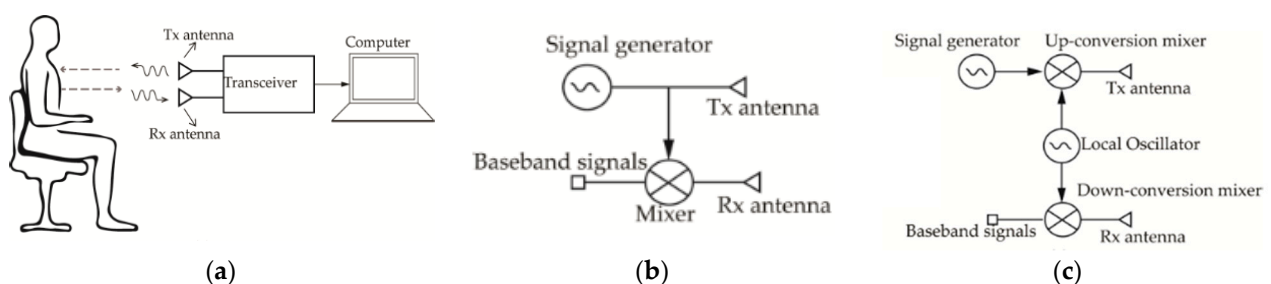 Tx antenna
Transceiver
Computer
Rx antenna
(a)
Signal generator
Tx antenna
Baseband signals
Mixer
Rx antenna
(b)
Signal generator
Up-conversion mixer
Tx antenna
Local Oscillator
Down-conversion mixer
Baseband signals
Rx antenna
(c)